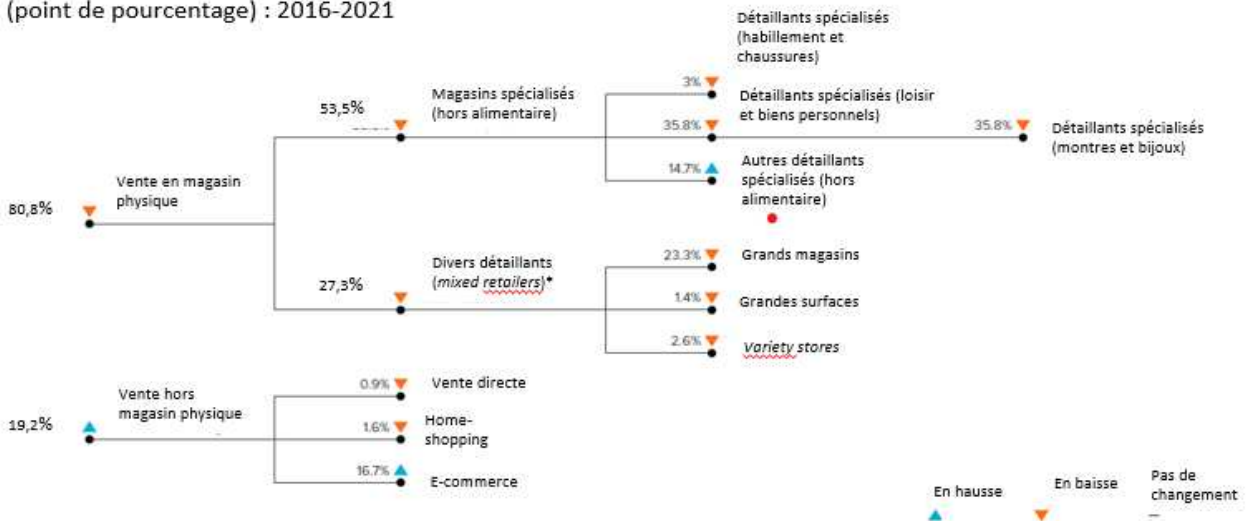 (point de pourcentage) : 2016-2021
Détaillants spécialisés
(habillement et
chaussures)
3%
53,5%
Magasins spécialisés
(hors alimentaire)
35.8%
Détaillants spécialisés (loisir
et biens personnels)
35.8%
Détaillants spécialisés
(montres et bijoux)
14.7%
Autres détaillants
spécialisés (hors
alimentaire)
80,8%
Vente en magasin
physique
27,3%
Divers détaillants
(mixed retailers)*
23.3%
Grands magasins
1.4%
Grandes surfaces
2.6%
Variety stores
19,2%
Vente hors
magasin physique
0.9%
Vente directe
1.6%
Home-
shopping
16.7%
E-commerce
En hausse
En baisse
Pas de
changement